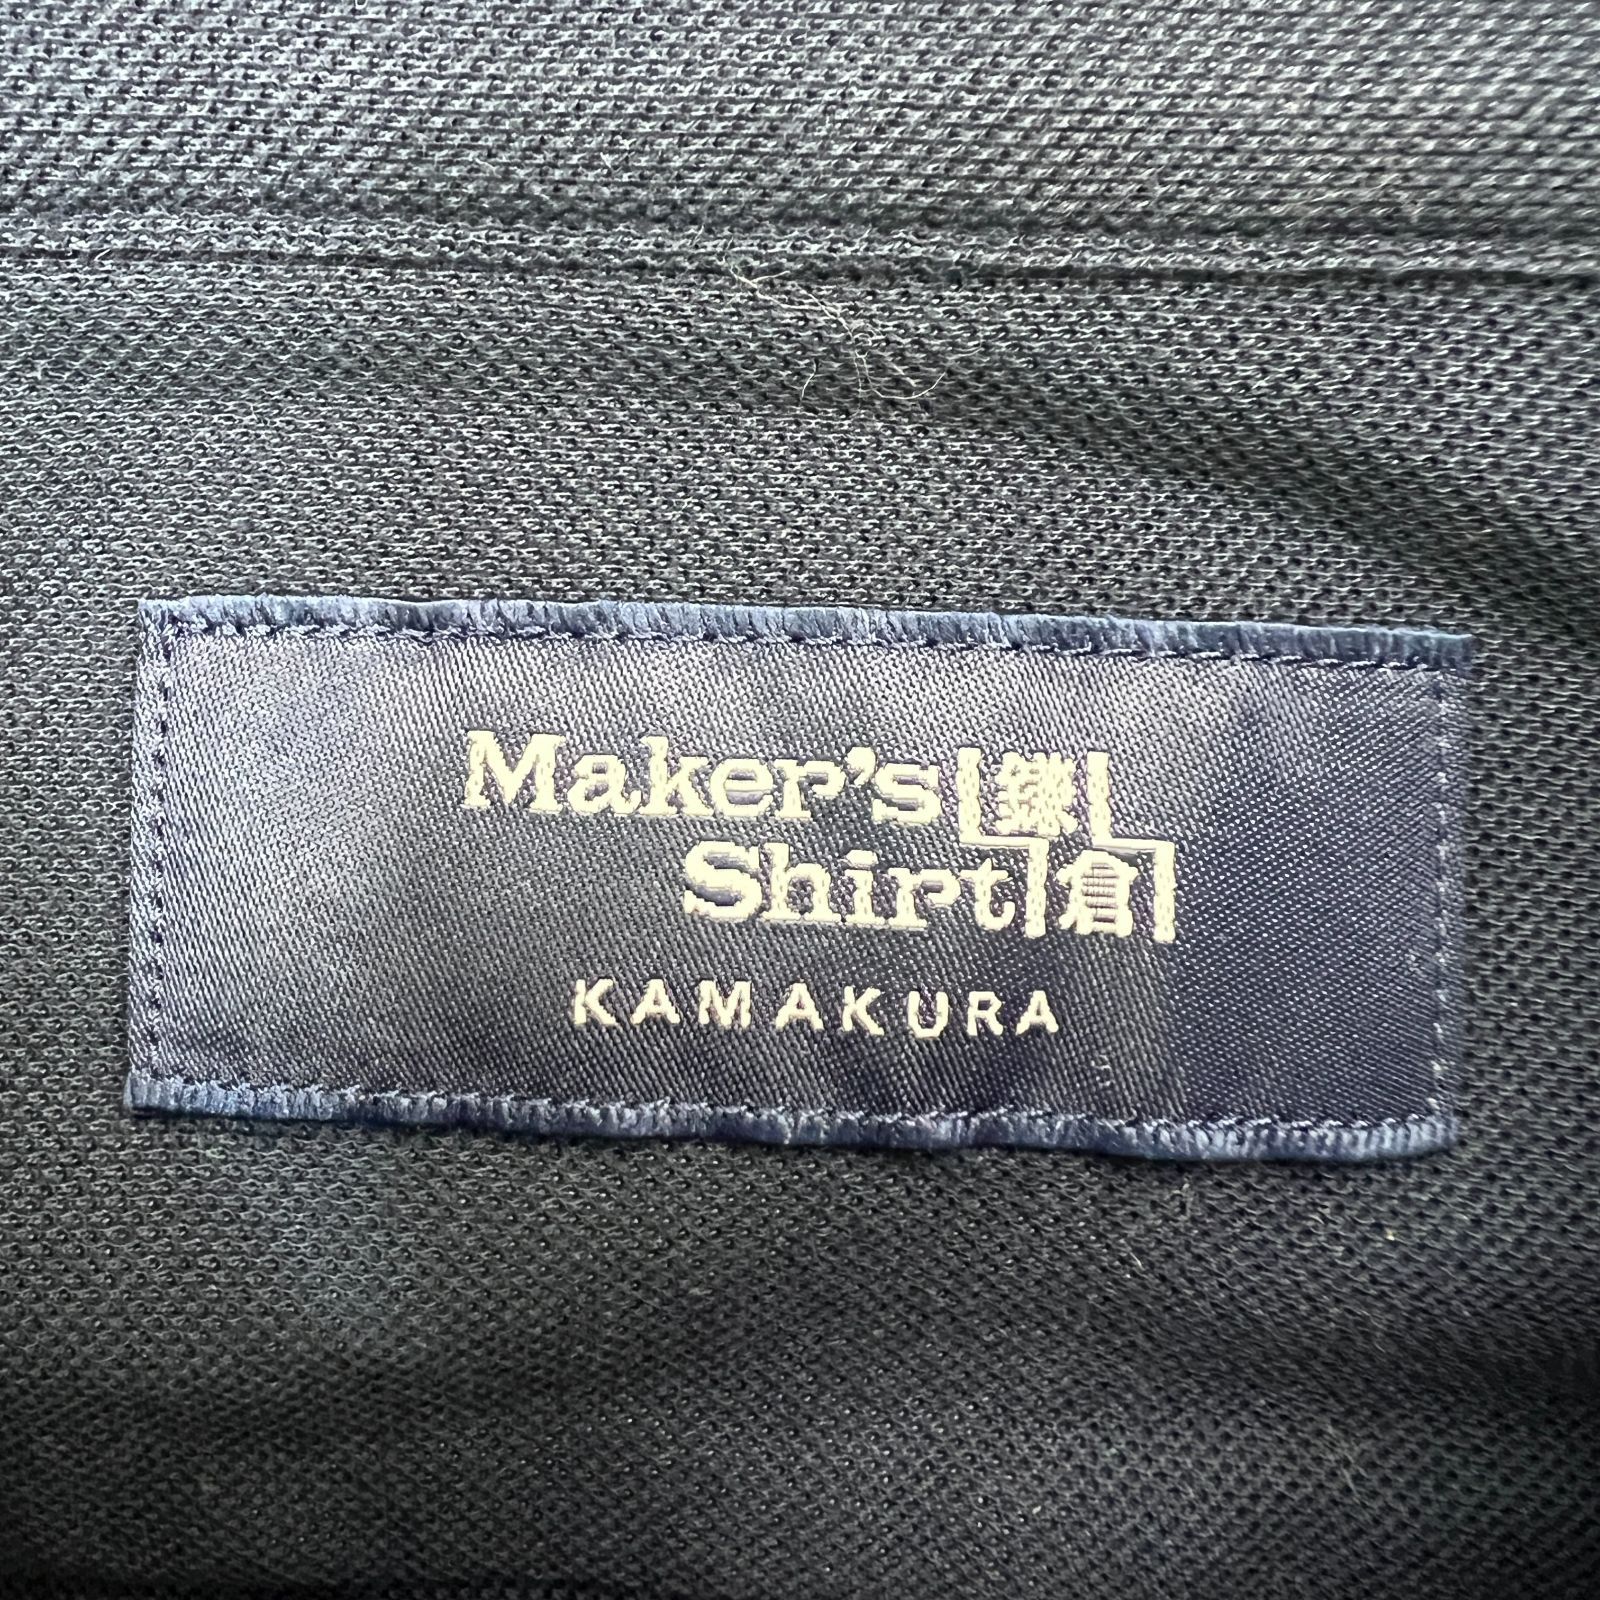 Maker's 鎌
Shirt 倉
KAMAKURA